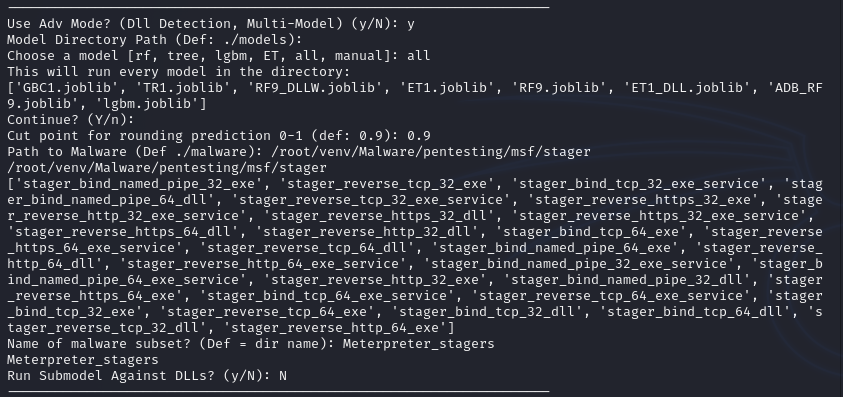 Use Adv Mode? (Dll Detection, Multi-Model) (y/N): y
Model Directory Path (Def: ./models):
Choose a model [rf, tree, lgbm, ET, all, manual]: all
This will run every model in the directory:
['GBC1.joblib', 'TR1.joblib', 'RF9_DLLW.joblib', 'ET1.joblib', 'RF9.joblib', 'ET1_DLL.joblib', 'ADB_RF
9.joblib', 'lgbm.joblib']
Continue? (Y/n):
Cut point for rounding prediction 0-1 (def: 0.9): 0.9
Path to Malware (Def ./malware): /root/venv/Malware/pentesting/msf/stager
/root/venv/Malware/pentesting/msf/stager
['stager_bind_named_pipe_32_exe', 'stager_reverse_tcp_32_exe', 'stager_bind_tcp_32_exe_service', 'stag
er_bind_named_pipe_64_dll', 'stager_reverse_tcp_32_exe_service', 'stager_reverse_https_32_exe', 'stage
r_reverse_http_32_exe_service', 'stager_reverse_https_32_dll', 'stager_reverse_https_32_exe_service',
'stager_reverse_https_64_dll', 'stager_reverse_http_32_dll', 'stager_bind_tcp_64_exe', 'stager_reverse
_https_64_exe_service', 'stager_reverse_tcp_64_dll', 'stager_bind_named_pipe_64_exe', 'stager_reverse_
http_64_dll', 'stager_reverse_http_64_exe_service', 'stager_bind_named_pipe_32_exe_service', 'stager_b
ind_named_pipe_64_exe_service', 'stager_reverse_http_32_exe', 'stager_bind_named_pipe_32_dll', 'stager
_reverse_https_64_exe', 'stager_bind_tcp_64_exe_service', 'stager_reverse_tcp_64_exe_service', 'stager
_bind_tcp_32_exe', 'stager_reverse_tcp_64_exe', 'stager_bind_tcp_32_dll', 'stager_bind_tcp_64_dll', 's
tager_reverse_tcp_32_dll', 'stager_reverse_http_64_exe']
Name of malware subset? (Def = dir name): Meterpreter_stagers
Meterpreter_stagers
Run Submodel Against DLLs? (y/N): N